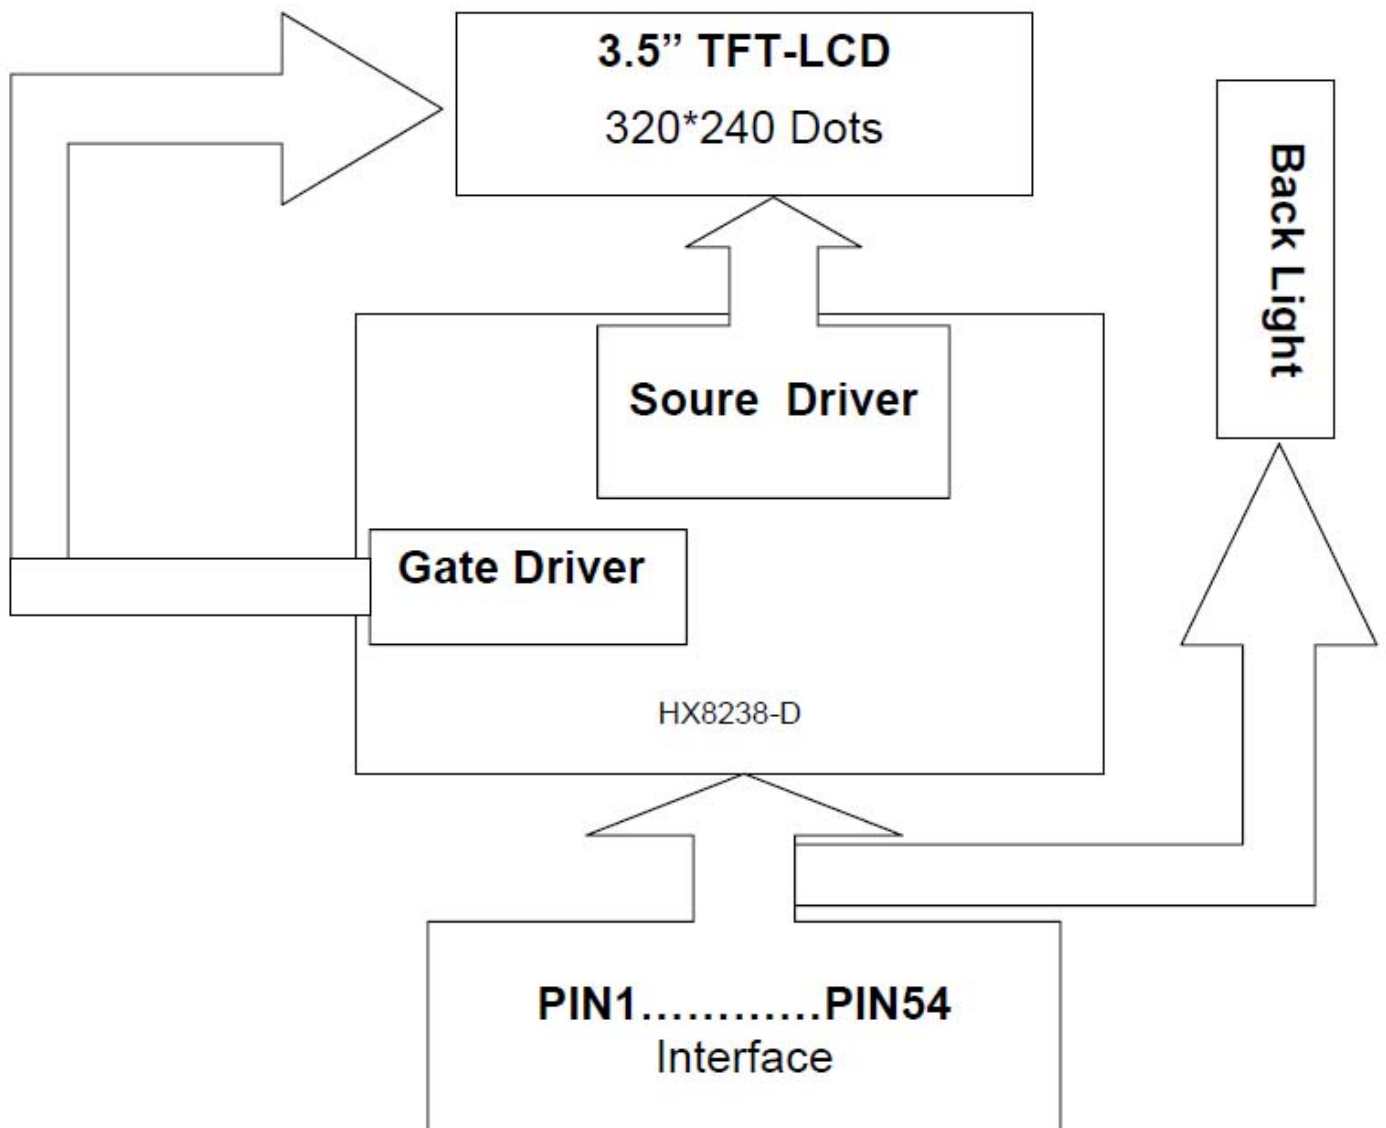 3.5” TFT-LCD
320*240 Dots
Back Light
Soure Driver
Gate Driver
HX8238-D
PIN1............PIN54
Interface